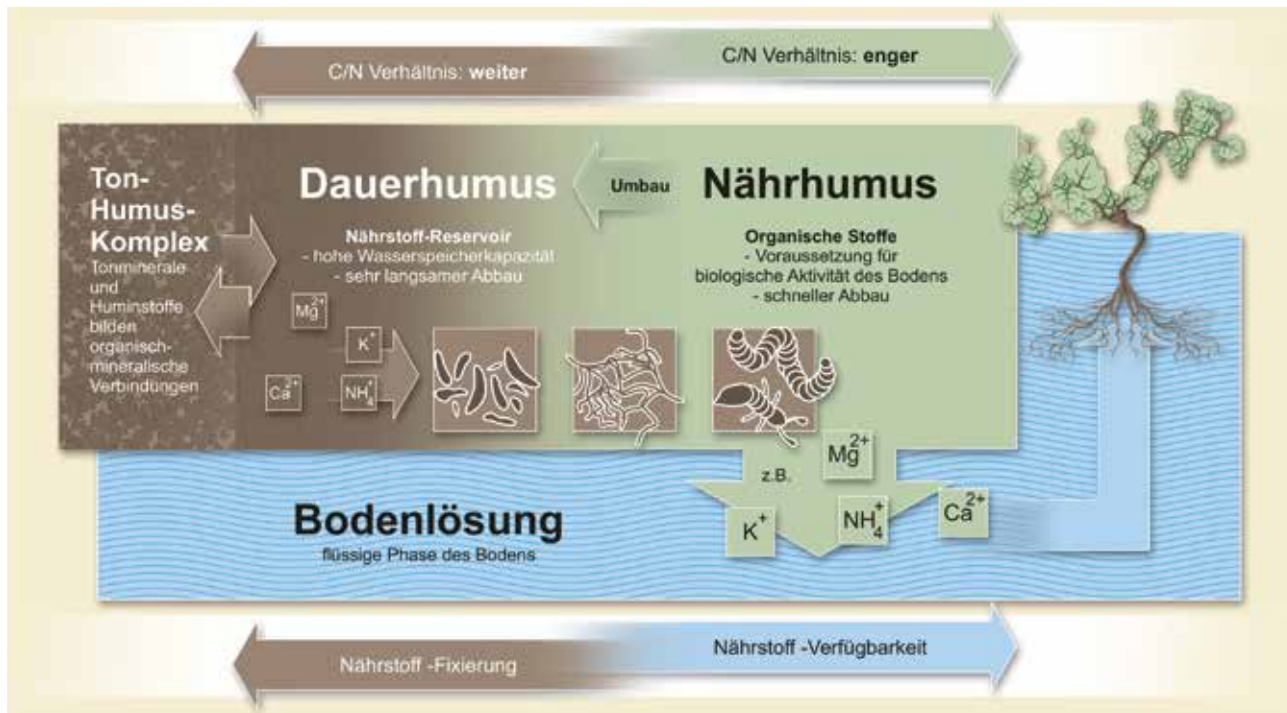 C/N Verhältnis: weiter
C/N Verhältnis: enger
Ton-
Humus-
Komplex
Tonminerale
und
Huminstoffe
bilden
organisch-
mineralische
Verbindungen
Dauerhumus
Nährstoff-Reservoir
- hohe Wasserspeicherkapazität
- sehr langsamer Abbau
Umbau
Nährhumus
Organische Stoffe
- Voraussetzung für
biologische Aktivität des Bodens
- schneller Abbau
Mg2+
K+
Ca2+
NH4+
z.B.
Mg2+
K+
NH4+
Ca2+
Bodenlösung
flüssige Phase des Bodens
Nährstoff -Fixierung
Nährstoff -Verfügbarkeit